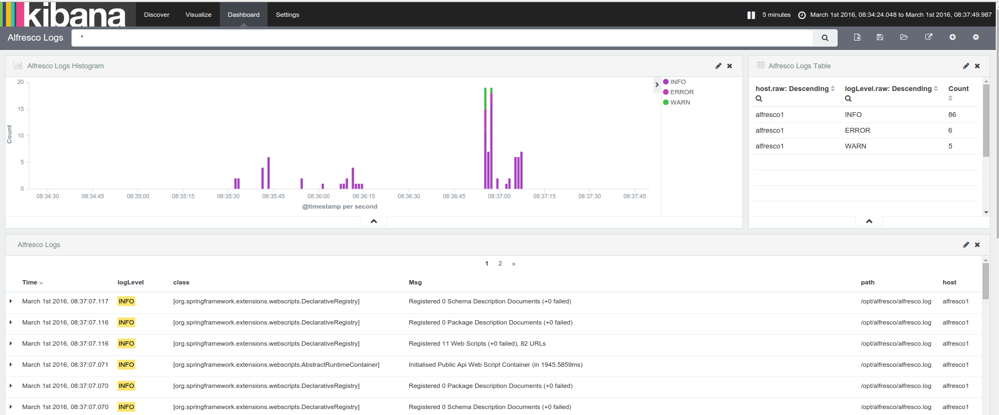 kibana Discover Visualize Dashboard Settings 5 minutes March 1st 2016, 08:34:24.048 to March 1st 2016, 08:37:49.987
Alfresco Logs *
Alfresco Logs Histogram
20
15
10
5
0
Count
08:34:30 08:34:45 08:35:00 08:35:15 08:35:30 08:35:45 08:36:00 08:36:15 08:36:30 08:36:45 08:37:00 08:37:15 08:37:30 08:37:45
@timestamp per second
INFO
ERROR
WARN
Alfresco Logs Table
host.raw: Descending logLevel.raw: Descending Count
alfresco1 INFO 86
alfresco1 ERROR 6
alfresco1 WARN 5
Alfresco Logs
1 2 »
Time logLevel class Msg path host
March 1st 2016, 08:37:07.117 INFO [org.springframework.extensions.webscripts.DeclarativeRegistry] Registered 0 Schema Description Documents (+0 failed) /opt/alfresco/alfresco.log alfresco1
March 1st 2016, 08:37:07.116 INFO [org.springframework.extensions.webscripts.DeclarativeRegistry] Registered 0 Package Description Documents (+0 failed) /opt/alfresco/alfresco.log alfresco1
March 1st 2016, 08:37:07.116 INFO [org.springframework.extensions.webscripts.DeclarativeRegistry] Registered 11 Web Scripts (+0 failed), 82 URLs /opt/alfresco/alfresco.log alfresco1
March 1st 2016, 08:37:07.071 INFO [org.springframework.extensions.webscripts.AbstractRuntimeContainer] Initialised Public Api Web Script Container (in 1945.5859ms) /opt/alfresco/alfresco.log alfresco1
March 1st 2016, 08:37:07.070 INFO [org.springframework.extensions.webscripts.DeclarativeRegistry] Registered 0 Package Description Documents (+0 failed) /opt/alfresco/alfresco.log alfresco1
March 1st 2016, 08:37:07.070 INFO [org.springframework.extensions.webscripts.DeclarativeRegistry] Registered 0 Schema Description Documents (+0 failed) /opt/alfresco/alfresco.log alfresco1